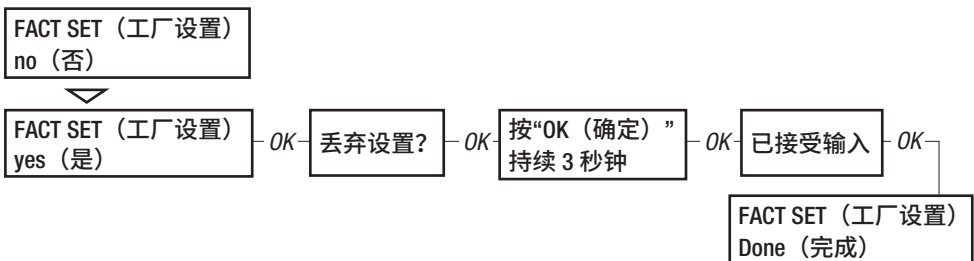 FACT SET（工厂设置）
no（否）
FACT SET（工厂设置）
yes（是）
OK
丢弃设置？
OK
按“OK（确定）”
持续 3 秒钟
OK
已接受输入
OK
FACT SET（工厂设置）
Done（完成）